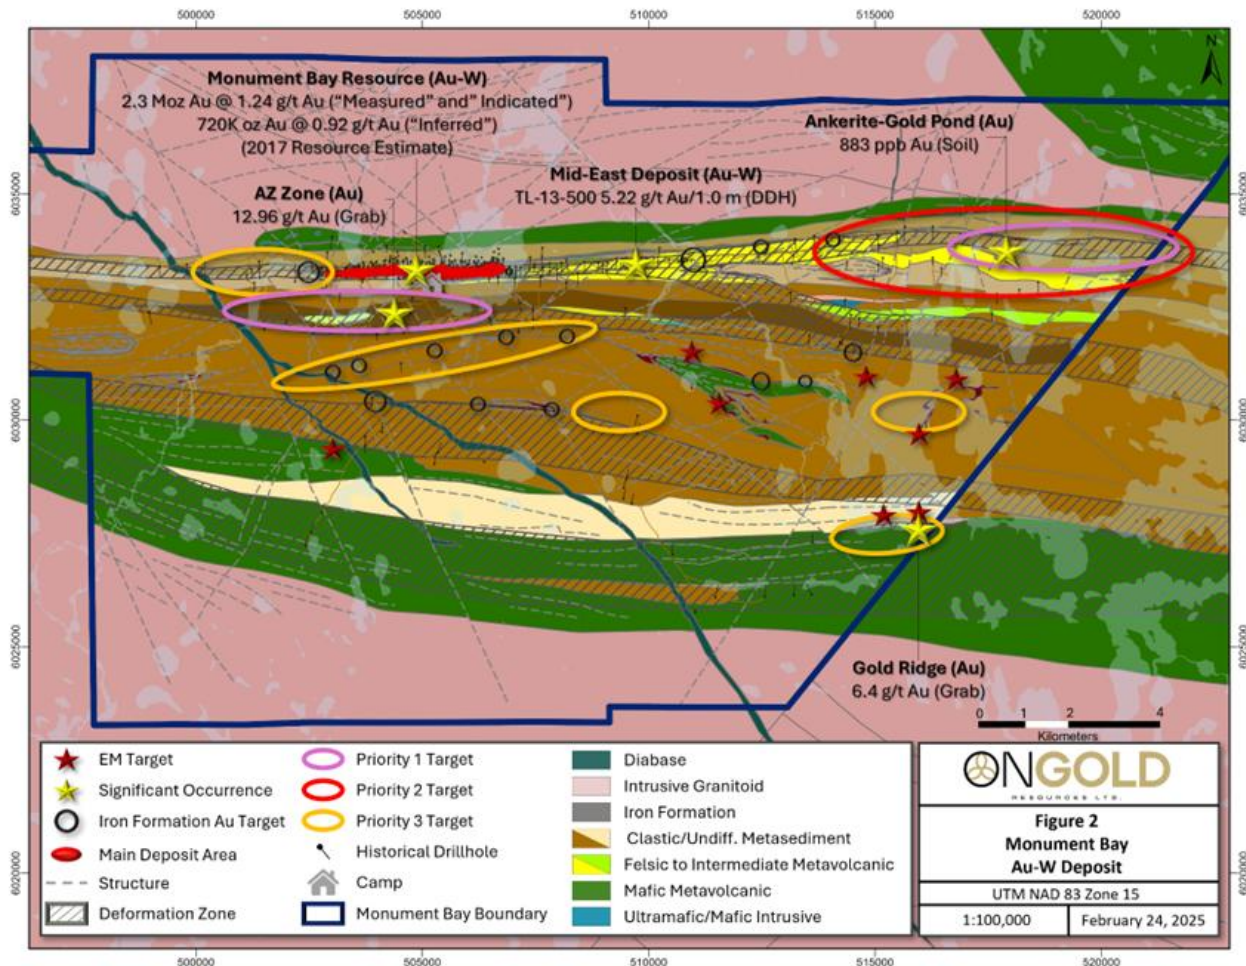 500000 505000 510000 515000 520000
N
Monument Bay Resource (Au-W)
2.3 Moz Au @ 1.24 g/t Au (“Measured” and” Indicated”)
720K oz Au @ 0.92 g/t Au (“Inferred”)
(2017 Resource Estimate)
Ankerite-Gold Pond (Au)
883 ppb Au (Soil)
Mid-East Deposit (Au-W)
TL-13-500 5.22 g/t Au/1.0 m (DDH)
AZ Zone (Au)
12.96 g/t Au (Grab)
6035000 6035000
6030000 6030000
6025000 6025000
Gold Ridge (Au)
6.4 g/t Au (Grab)
0 1 2 4
Kilometers
EM Target
Significant Occurrence
Iron Formation Au Target
Main Deposit Area
Structure
Deformation Zone
Priority 1 Target
Priority 2 Target
Priority 3 Target
Historical Drillhole
Camp
Monument Bay Boundary
Diabase
Intrusive Granitoid
Iron Formation
Clastic/Undiff. Metasediment
Felsic to Intermediate Metavolcanic
Mafic Metavolcanic
Ultramafic/Mafic Intrusive
ONGOLD
RESOURCES LTD.
Figure 2
Monument Bay
Au-W Deposit
UTM NAD 83 Zone 15
1:100,000 February 24, 2025
6020000 6020000
500000 505000 510000 515000 520000